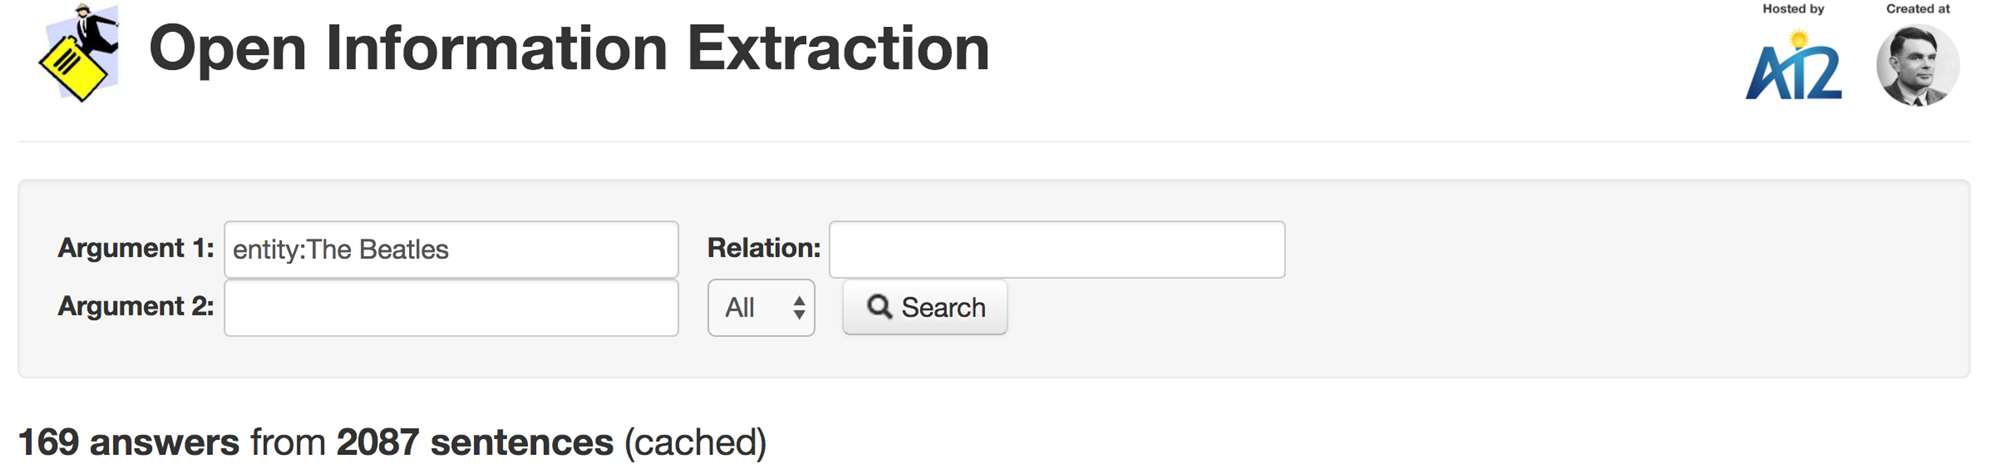 Hosted by Created at
Open Information Extraction
AI2
Argument 1: entity:The Beatles Relation:
Argument 2: All Search
169 answers from 2087 sentences (cached)